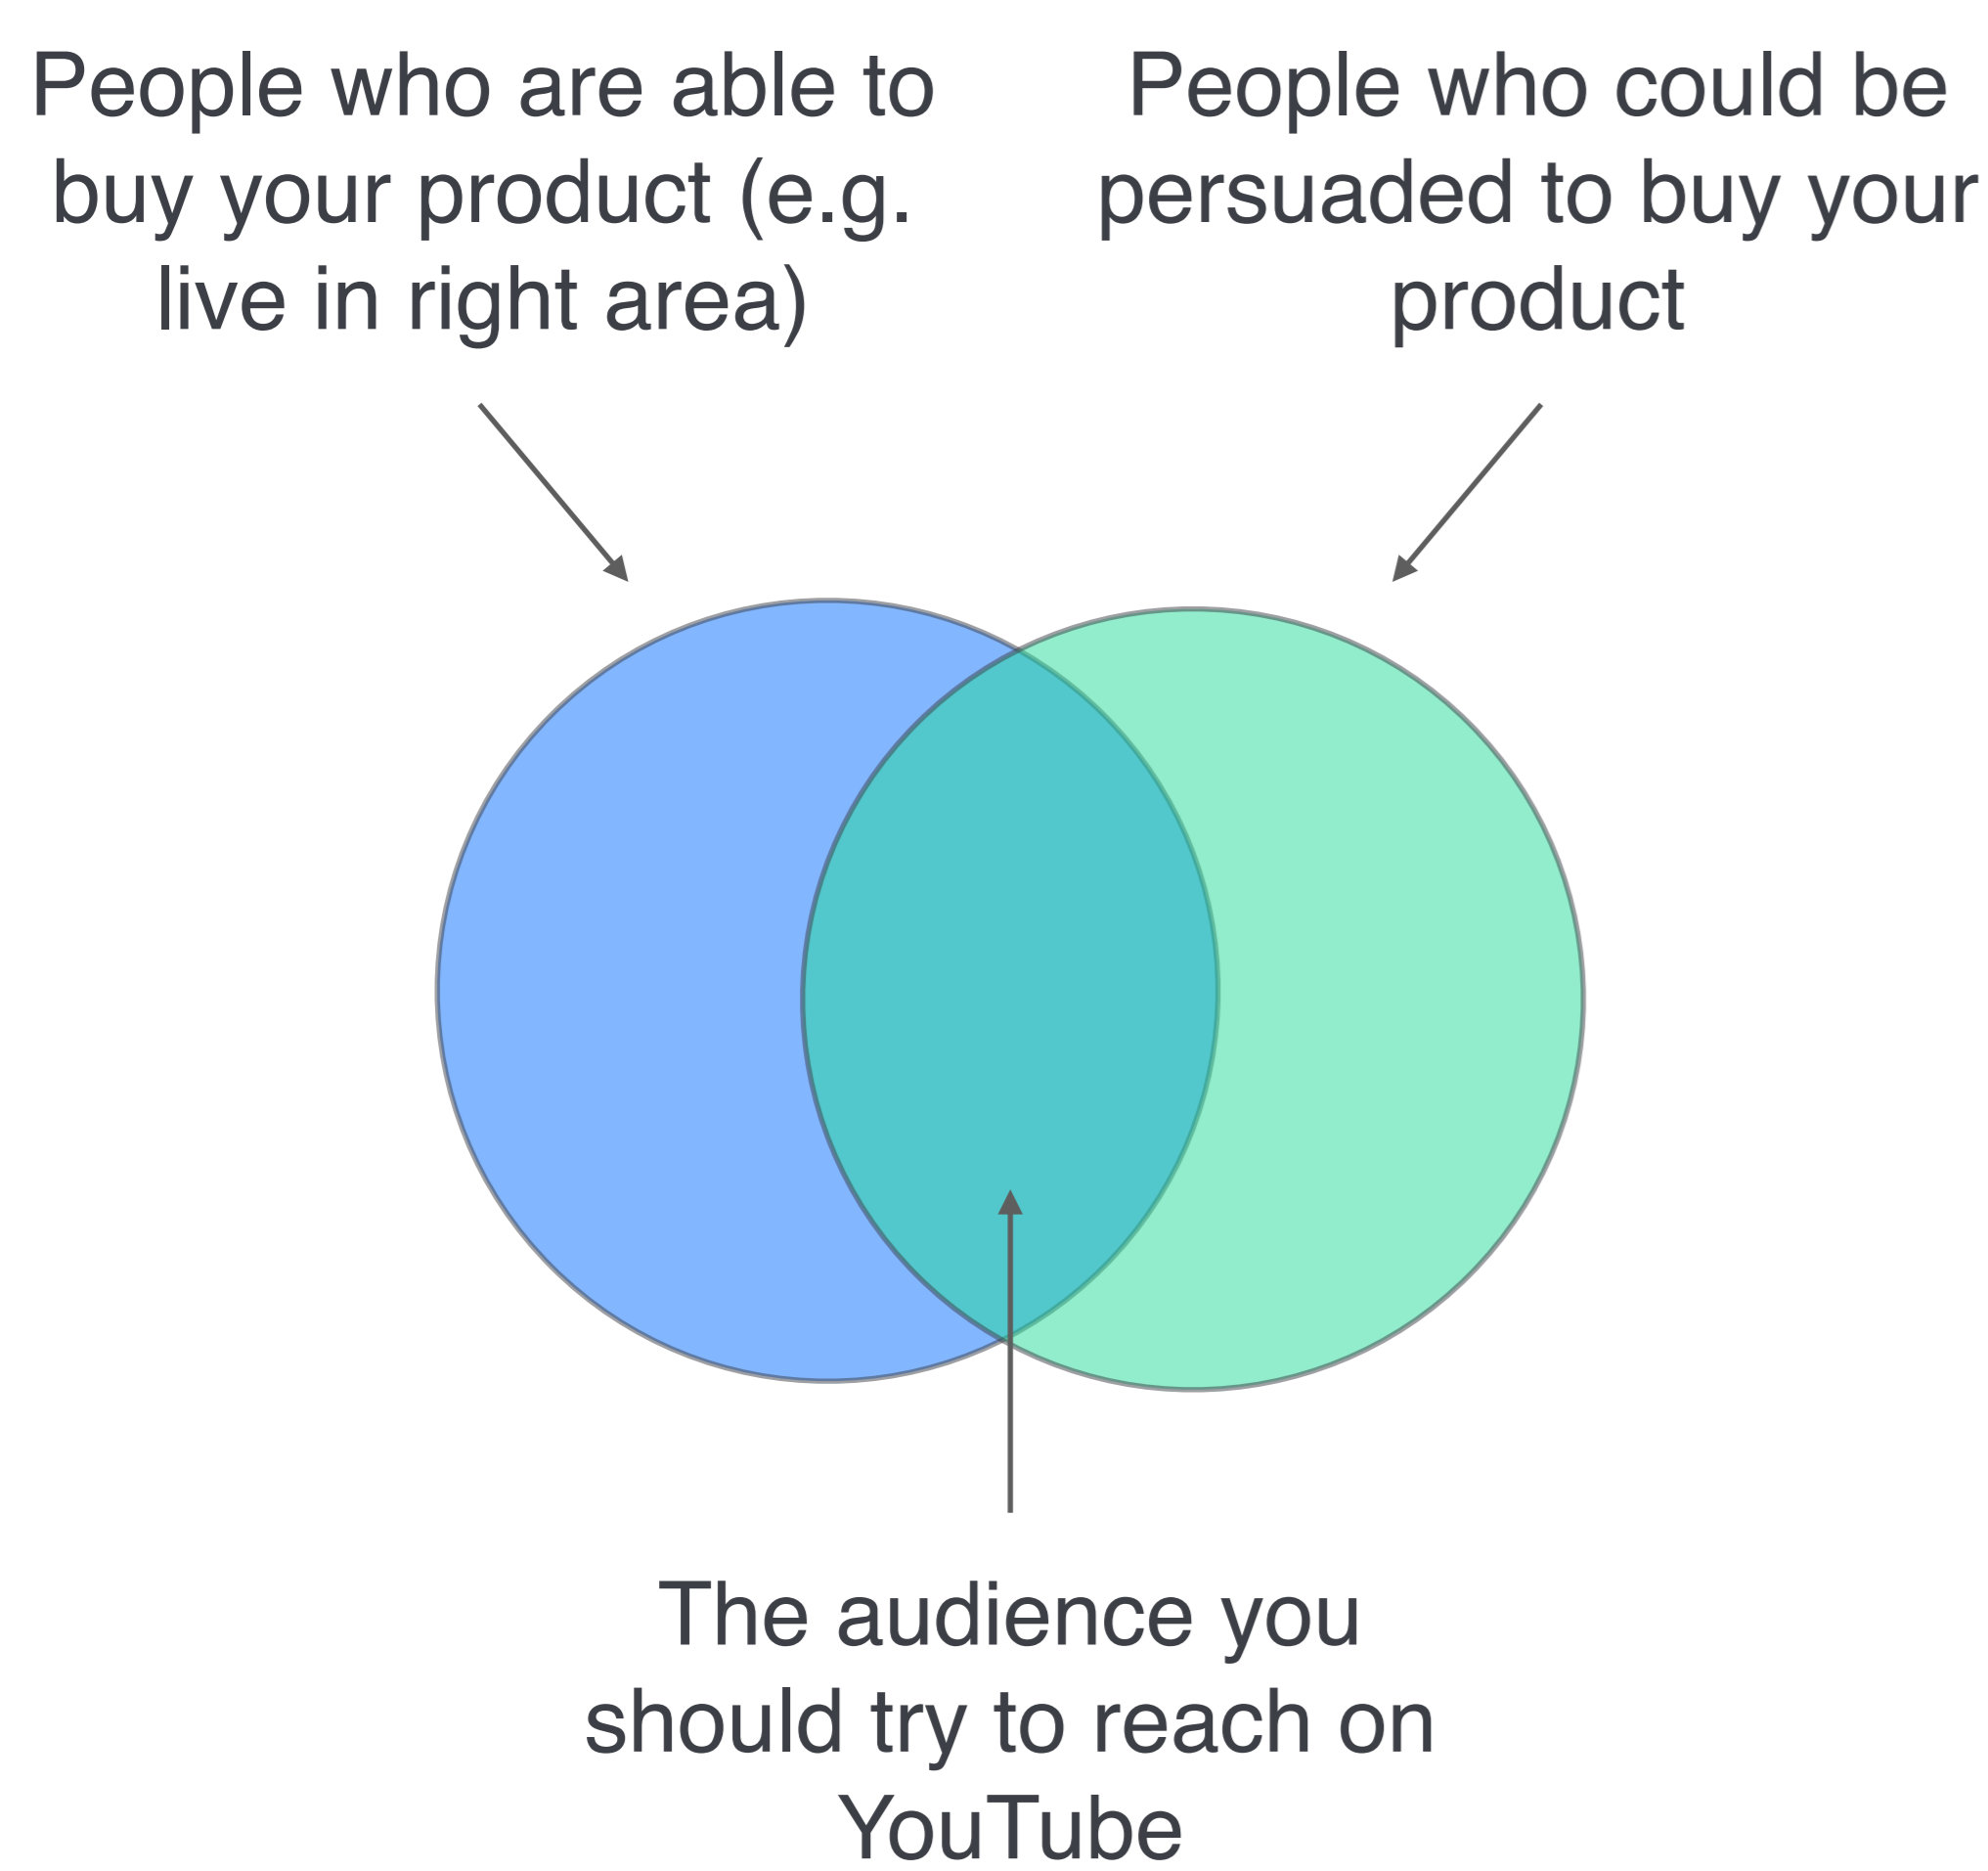 People who are able to
buy your product (e.g.
live in right area)
People who could be
persuaded to buy your
product
The audience you
should try to reach on
YouTube